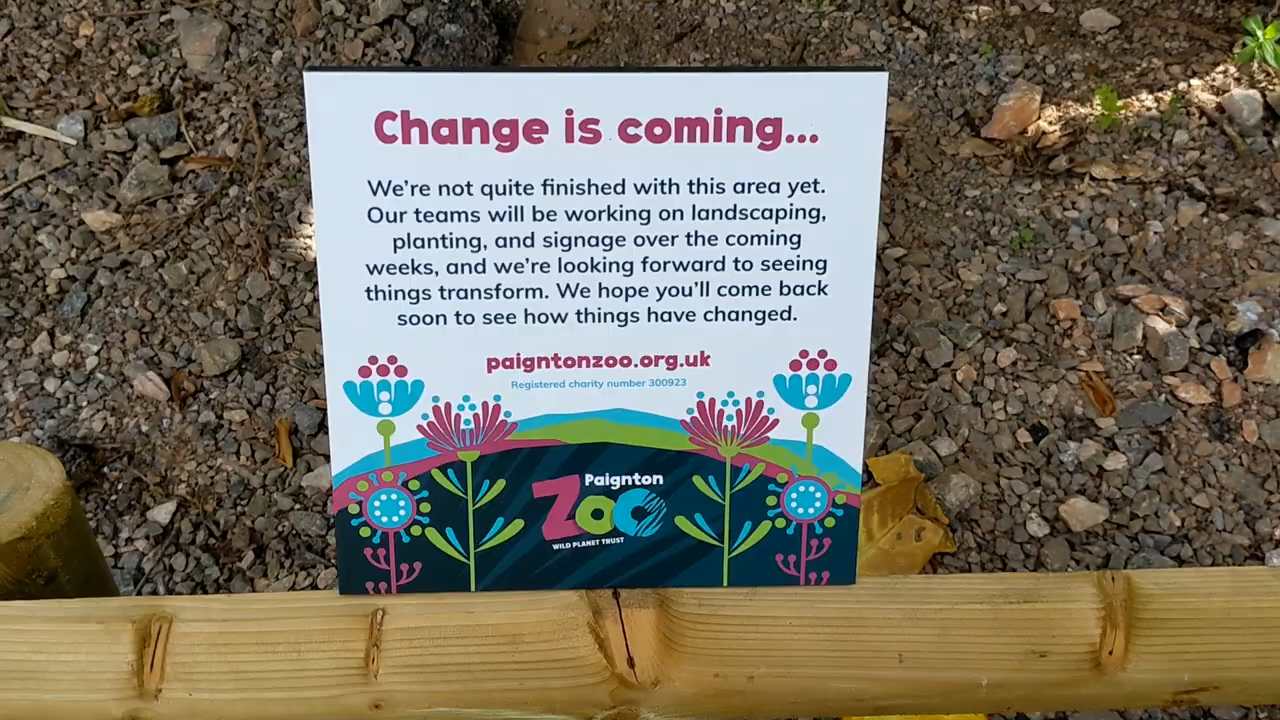 Change is coming...
We're not quite finished with this area yet.
Our teams will be working on landscaping,
planting, and signage over the coming
weeks, and we're looking forward to seeing
things transform. We hope you'll come back
soon to see how things have changed.
paigntonzoo.org.uk
Registered charity number 300923
Paignton
Zoo
WILD PLANET TRUST